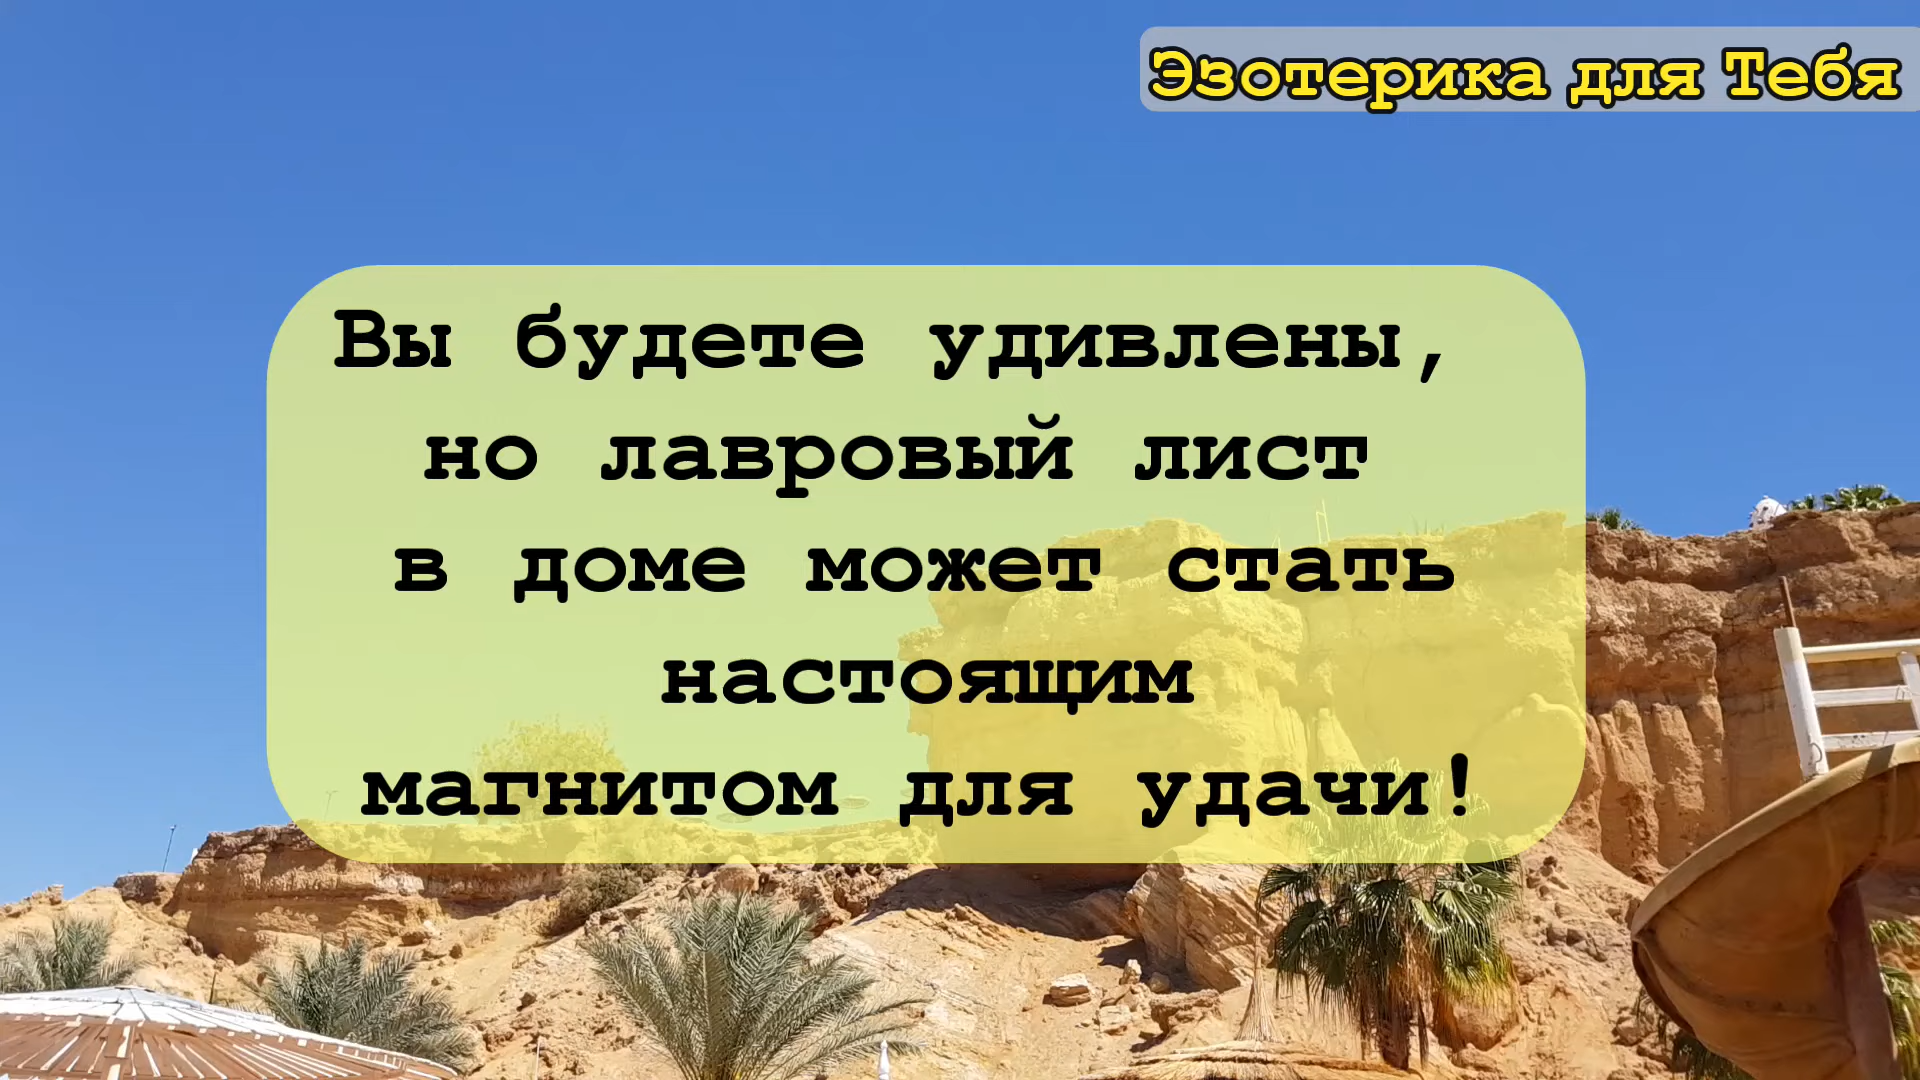 Эзотерика для Тебя
Вы будете удивлены,
но лавровый лист
в доме может стать
настоящим
магнитом для удачи!